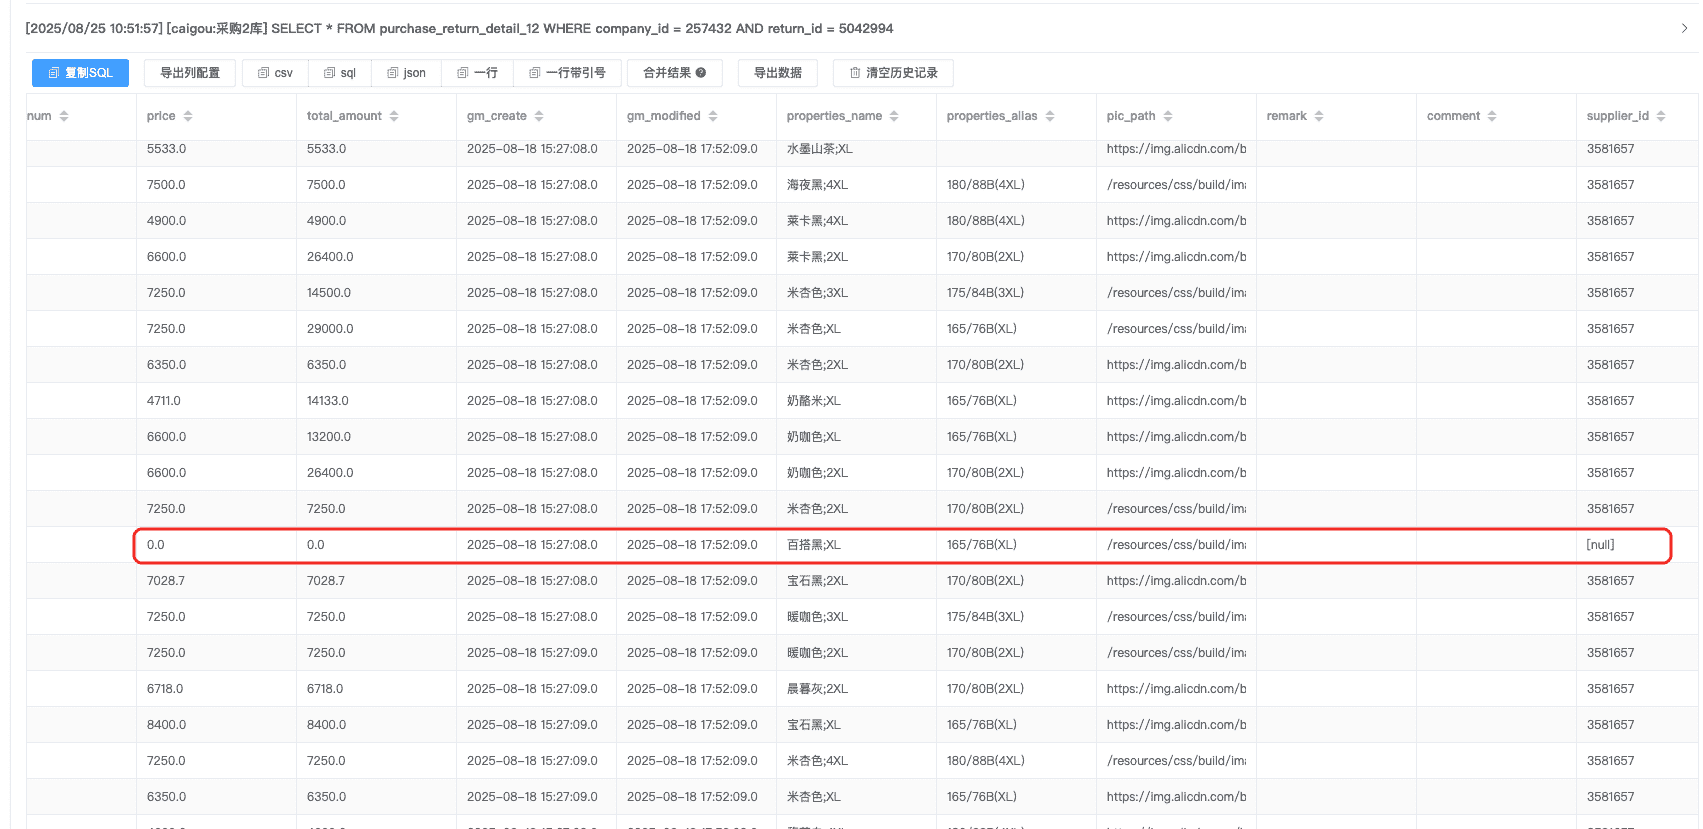 [2025/08/25 10:51:57] [caigou:采购2库] SELECT * FROM purchase_return_detail_12 WHERE company_id = 257432 AND return_id = 5042994
复制SQL 导出列配置 csv sql json 一行 一行带引号 合并结果 导出数据 清空历史记录
num price total_amount gm_create gm_modified properties_name properties_alias pic_path remark comment supplier_id
5533.0 5533.0 2025-08-18 15:27:08.0 2025-08-18 17:52:09.0 水墨山茶;XL https://img.alicdn.com/b 3581657
7500.0 7500.0 2025-08-18 15:27:08.0 2025-08-18 17:52:09.0 海夜黑;4XL 180/88B(4XL) /resources/css/build/im 3581657
4900.0 4900.0 2025-08-18 15:27:08.0 2025-08-18 17:52:09.0 莱卡黑;4XL 180/88B(4XL) https://img.alicdn.com/b 3581657
6600.0 26400.0 2025-08-18 15:27:08.0 2025-08-18 17:52:09.0 莱卡黑;2XL 170/80B(2XL) https://img.alicdn.com/b 3581657
7250.0 14500.0 2025-08-18 15:27:08.0 2025-08-18 17:52:09.0 米杏色;3XL 175/84B(3XL) /resources/css/build/im 3581657
7250.0 29000.0 2025-08-18 15:27:08.0 2025-08-18 17:52:09.0 米杏色;XL 165/76B(XL) /resources/css/build/im 3581657
6350.0 6350.0 2025-08-18 15:27:08.0 2025-08-18 17:52:09.0 米杏色;2XL 170/80B(2XL) https://img.alicdn.com/b 3581657
4711.0 14133.0 2025-08-18 15:27:08.0 2025-08-18 17:52:09.0 奶酪米;XL 165/76B(XL) https://img.alicdn.com/b 3581657
6600.0 13200.0 2025-08-18 15:27:08.0 2025-08-18 17:52:09.0 奶咖色;XL 165/76B(XL) https://img.alicdn.com/b 3581657
6600.0 26400.0 2025-08-18 15:27:08.0 2025-08-18 17:52:09.0 奶咖色;2XL 170/80B(2XL) https://img.alicdn.com/b 3581657
7250.0 7250.0 2025-08-18 15:27:08.0 2025-08-18 17:52:09.0 米杏色;2XL 170/80B(2XL) /resources/css/build/im 3581657
0.0 0.0 2025-08-18 15:27:08.0 2025-08-18 17:52:09.0 百搭黑;XL 165/76B(XL) /resources/css/build/im [null]
7028.7 7028.7 2025-08-18 15:27:08.0 2025-08-18 17:52:09.0 宝石黑;2XL 170/80B(2XL) https://img.alicdn.com/b 3581657
7250.0 7250.0 2025-08-18 15:27:08.0 2025-08-18 17:52:09.0 暖咖色;3XL 175/84B(3XL) /resources/css/build/im 3581657
7250.0 7250.0 2025-08-18 15:27:09.0 2025-08-18 17:52:09.0 暖咖色;2XL 170/80B(2XL) /resources/css/build/im 3581657
6718.0 6718.0 2025-08-18 15:27:09.0 2025-08-18 17:52:09.0 晨暮灰;2XL 170/80B(2XL) https://img.alicdn.com/b 3581657
8400.0 8400.0 2025-08-18 15:27:09.0 2025-08-18 17:52:09.0 宝石黑;XL 165/76B(XL) https://img.alicdn.com/b 3581657
7250.0 7250.0 2025-08-18 15:27:09.0 2025-08-18 17:52:09.0 米杏色;4XL 180/88B(4XL) /resources/css/build/im 3581657
6350.0 6350.0 2025-08-18 15:27:09.0 2025-08-18 17:52:09.0 米杏色;XL 165/76B(XL) https://img.alicdn.com/b 3581657